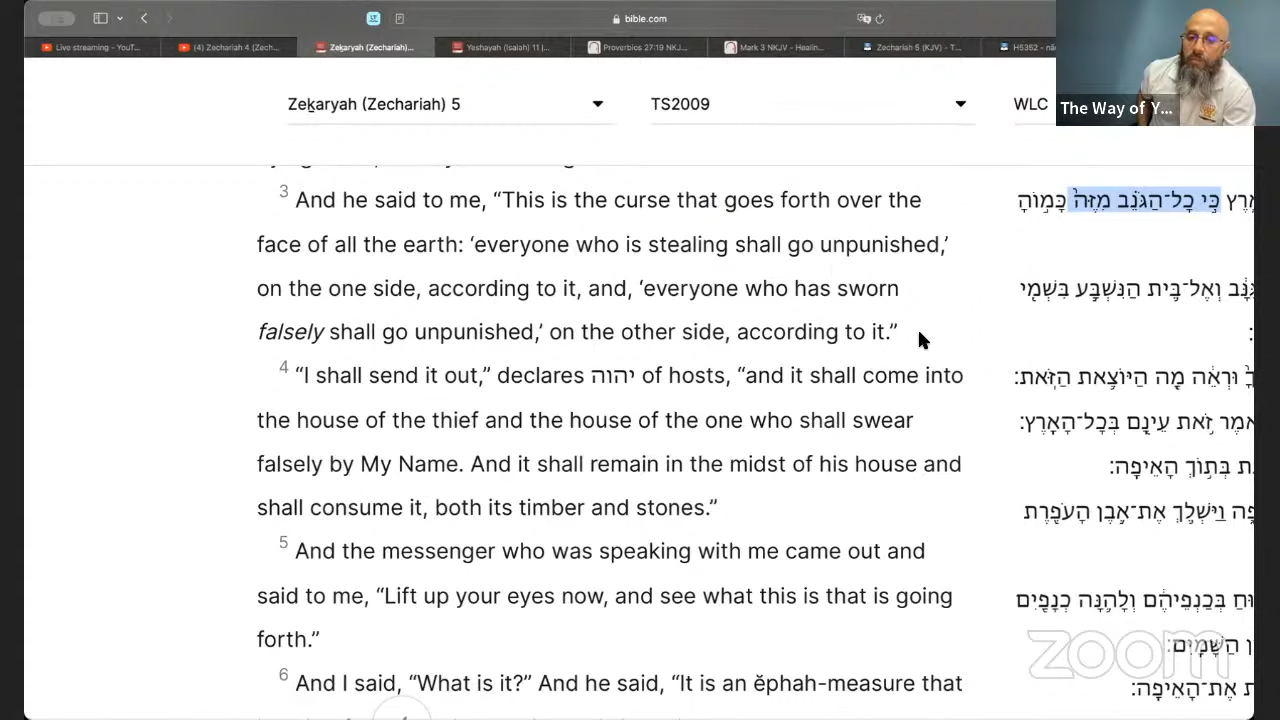 bible.com
Live streaming - YouT...
(4) Zechariah 4 (Zech...
Zeḵaryah (Zechariah)...
Yeshayah (Isaiah) 11 |...
Proverbios 27:19 NKJ...
Mark 3 NKJV - Healin...
Zechariah 5 (KJV) - T...
Zeḵaryah (Zechariah) 5
TS2009
WLC
The Way of Y...
3 And he said to me, “This is the curse that goes forth over the
face of all the earth: ‘everyone who is stealing shall go unpunished,’
on the one side, according to it, and, ‘everyone who has sworn
falsely shall go unpunished,’ on the other side, according to it.”
4 “I shall send it out,” declares יהוה of hosts, “and it shall come into
the house of the thief and the house of the one who shall swear
falsely by My Name. And it shall remain in the midst of his house and
shall consume it, both its timber and stones.”
5 And the messenger who was speaking with me came out and
said to me, “Lift up your eyes now, and see what this is that is going
forth.”
6 And I said, “What is it?” And he said, “It is an ĕphah-measure that
כִּ֣י כָל־הַגֹּנֵ֗ב מִזֶּה֙ כָּמ֣וֹהָ
וְאֶל־בֵּ֛ית הַנִּשְׁבָּ֥ע בִּשְׁמִ֖י
וּרְאֵ֔ה מָ֖ה הַיּוֹצֵ֥את הַזֹּֽאת׃
זֹ֥את עֵינָ֖ם בְּכָל־הָאָֽרֶץ׃
בְּת֥וֹךְ הָאֵיפָֽה׃
וַיַּשְׁלֵ֛ךְ אֶת־אֶ֥בֶן הָעֹפֶ֖רֶת
בְּכַנְפֵיהֶ֔ם וְלָהֵ֥נָּה כְנָפַ֖יִם
הַשָּׁמָֽיִם׃
אֶת־הָאֵיפָֽה׃
zoom